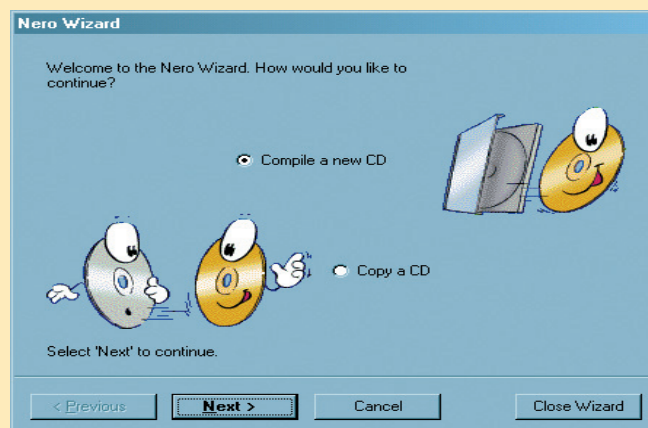 Nero Wizard
Welcome to the Nero Wizard. How would you like to
continue?
Compile a new CD
Copy a CD
Select 'Next' to continue.
< Previous
Next >
Cancel
Close Wizard